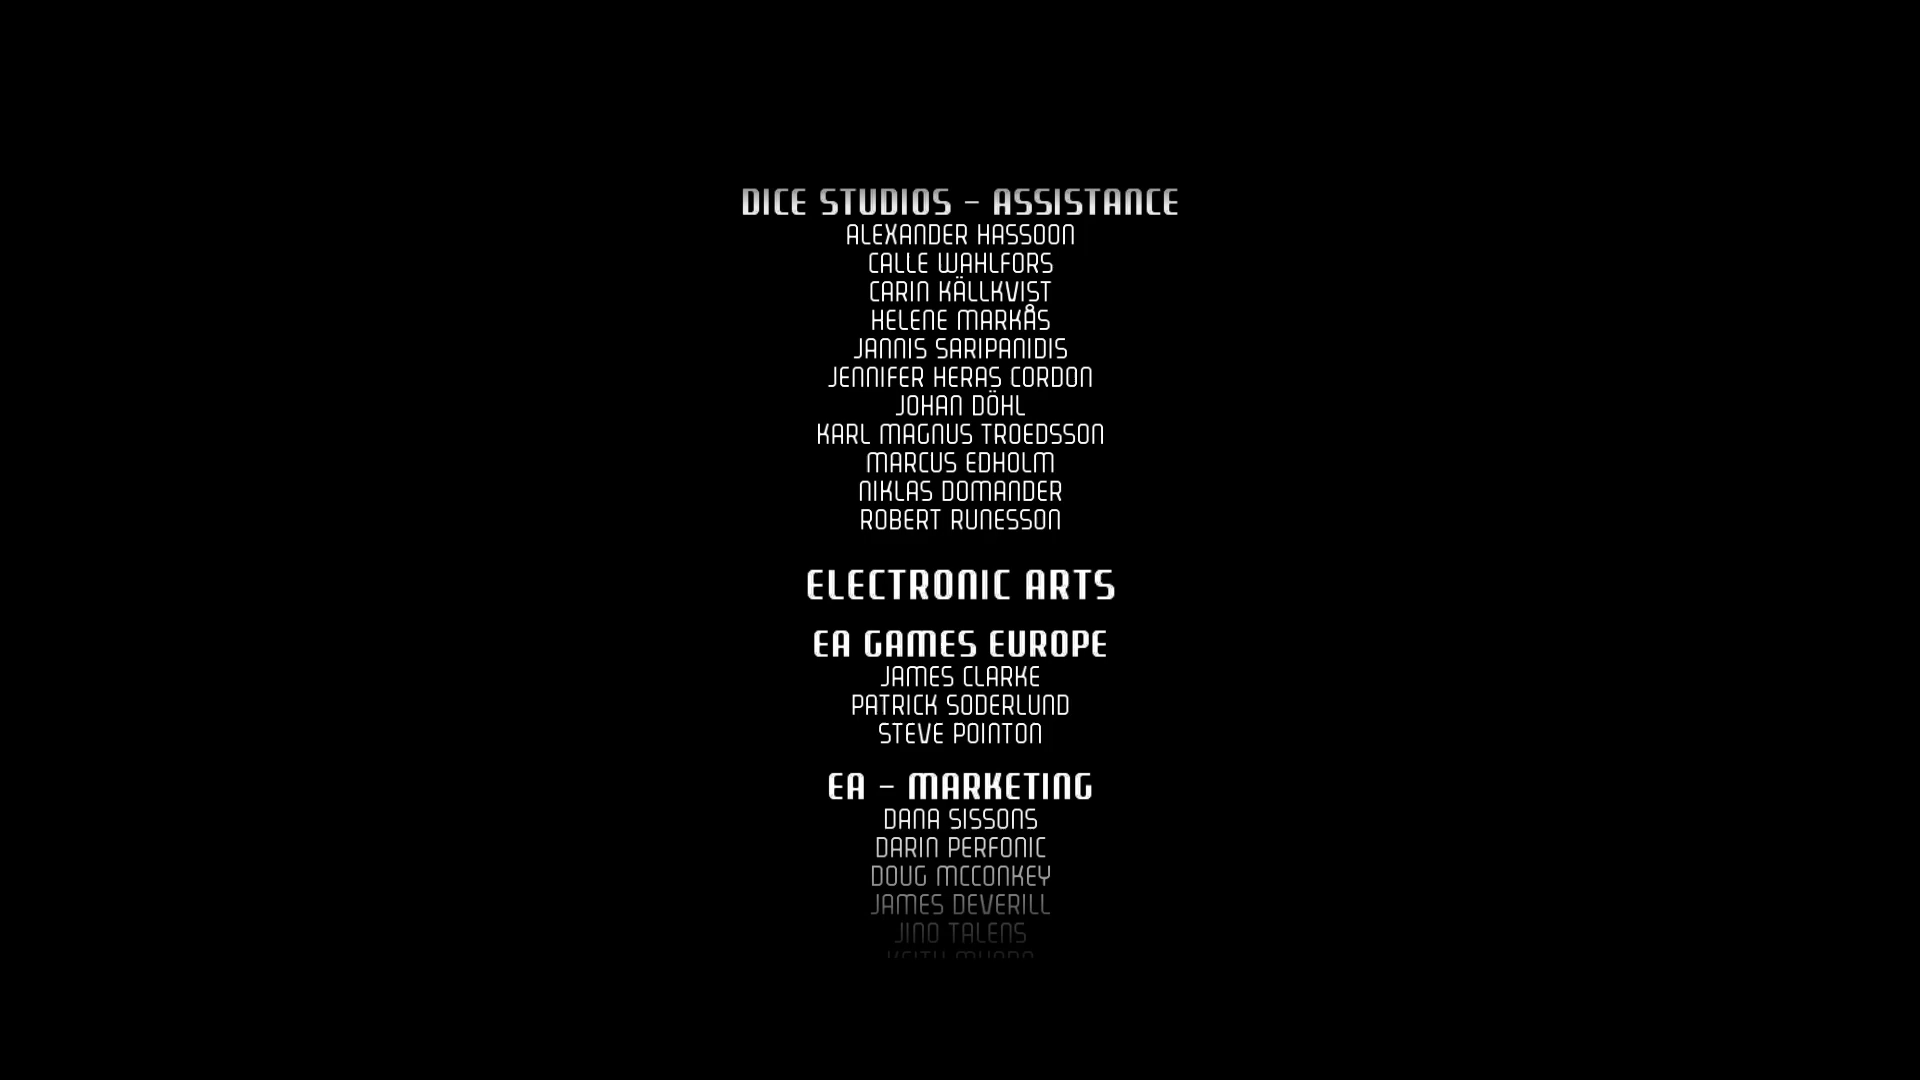 DICE STUDIOS - ASSISTANCE
ALEXANDER HASSOON
CALLE WAHLFORS
CARIN KÄLLKVIST
HELENE MARKÅS
JANNIS SARIPANIDIS
JENNIFER HERAS CORDON
JOHAN DÖHL
KARL MAGNUS TROEDSSON
MARCUS EDHOLM
NIKLAS DOMANDER
ROBERT RUNESSON
ELECTRONIC ARTS
EA GAMES EUROPE
JAMES CLARKE
PATRICK SODERLUND
STEVE POINTON
EA - MARKETING
DANA SISSONS
DARIN PERFONIC
DOUG MCCONKEY
JAMES DEVERILL
JINO TALENS
KEITH